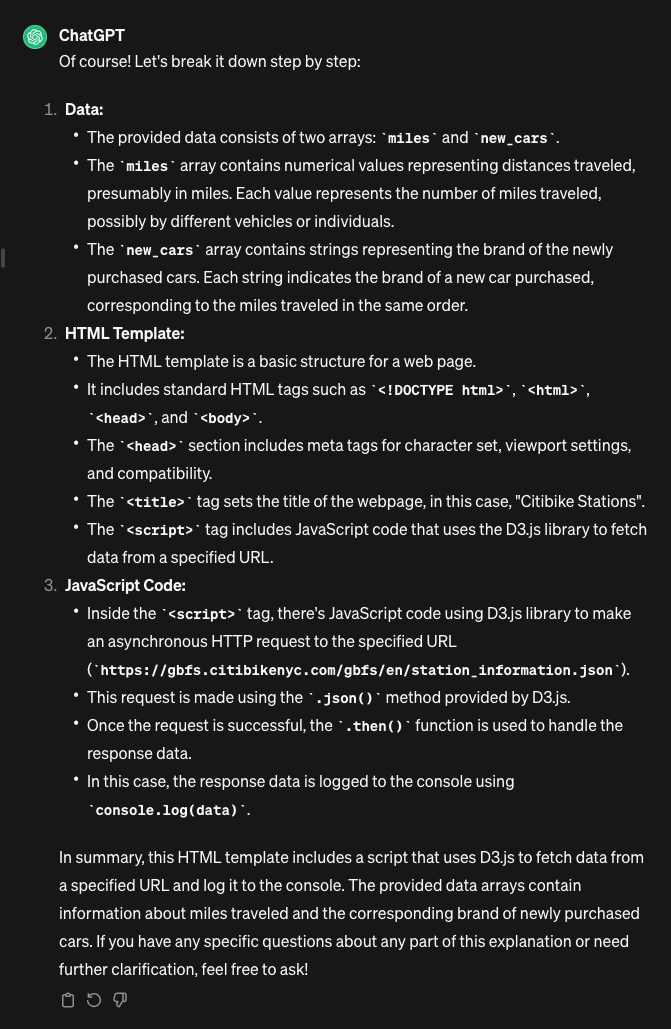 ChatGPT
Of course! Let's break it down step by step:
1. Data:
• The provided data consists of two arrays: `miles` and `new_cars`.
• The `miles` array contains numerical values representing distances traveled,
presumably in miles. Each value represents the number of miles traveled,
possibly by different vehicles or individuals.
• The `new_cars` array contains strings representing the brand of the newly
purchased cars. Each string indicates the brand of a new car purchased,
corresponding to the miles traveled in the same order.
2. HTML Template:
• The HTML template is a basic structure for a web page.
• It includes standard HTML tags such as `<!DOCTYPE html>`, `<html>`,
`<head>`, and `<body>`.
• The `<head>` section includes meta tags for character set, viewport settings,
and compatibility.
• The `<title>` tag sets the title of the webpage, in this case, "Citibike Stations".
• The `<script>` tag includes JavaScript code that uses the D3.js library to fetch
data from a specified URL.
3. JavaScript Code:
• Inside the `<script>` tag, there's JavaScript code using D3.js library to make
an asynchronous HTTP request to the specified URL
(`https://gbfs.citibikenyc.com/gbfs/en/station_information.json`).
• This request is made using the `.json()` method provided by D3.js.
• Once the request is successful, the `.then()` function is used to handle the
response data.
• In this case, the response data is logged to the console using
`console.log(data)`.
In summary, this HTML template includes a script that uses D3.js to fetch data from
a specified URL and log it to the console. The provided data arrays contain
information about miles traveled and the corresponding brand of newly purchased
cars. If you have any specific questions about any part of this explanation or need
further clarification, feel free to ask!